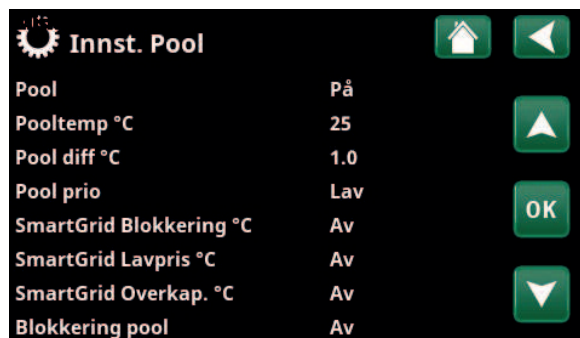 Innst. Pool
Pool På
Pooltemp °C 25
Pool diff °C 1.0
Pool prio Lav
SmartGrid Blokkering °C Av
SmartGrid Lavpris °C Av
SmartGrid Overkap. °C Av
Blokkering pool Av
OK